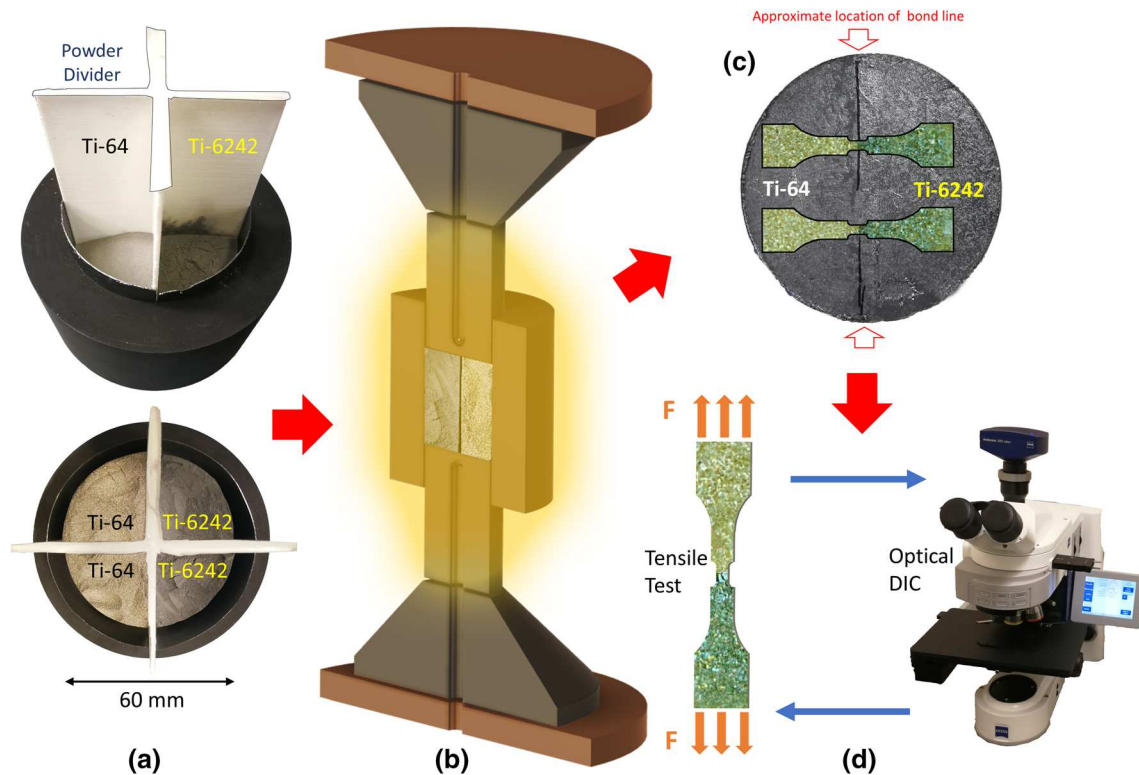 Powder
Divider
Ti-64
Ti-6242
Ti-64
Ti-6242
Ti-64
Ti-6242
60 mm
(a)
(b)
Approximate location of bond line
(c)
Ti-64
Ti-6242
F
Tensile
Test
F
Optical
DIC
(d)